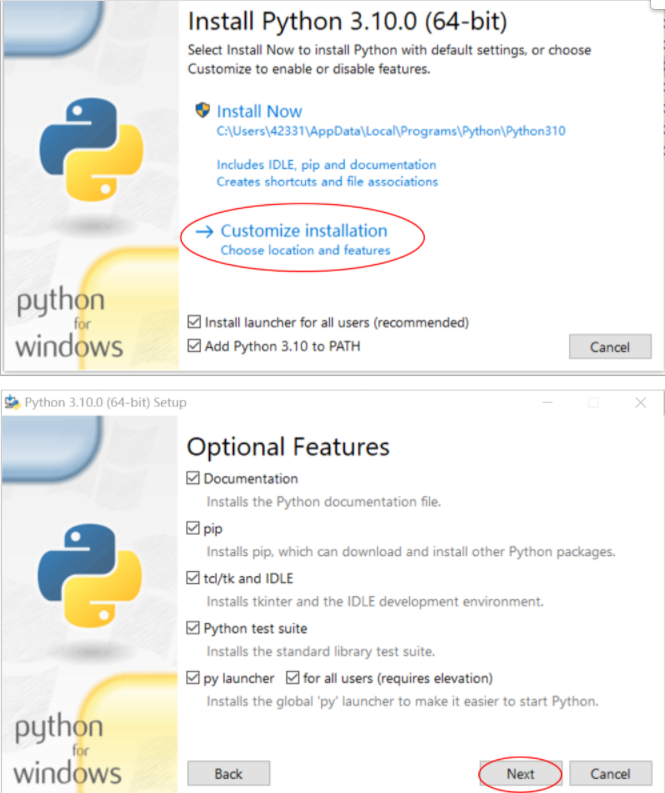 Install Python 3.10.0 (64-bit)
Select Install Now to install Python with default settings, or choose
Customize to enable or disable features.
Install Now
C:\Users\42331\AppData\Local\Programs\Python\Python310
Includes IDLE, pip and documentation
Creates shortcuts and file associations
→ Customize installation
Choose location and features
Install launcher for all users (recommended)
Add Python 3.10 to PATH
Cancel
python
for
windows
Python 3.10.0 (64-bit) Setup
Optional Features
Documentation
Installs the Python documentation file.
pip
Installs pip, which can download and install other Python packages.
tcl/tk and IDLE
Installs tkinter and the IDLE development environment.
Python test suite
Installs the standard library test suite.
py launcher for all users (requires elevation)
Installs the global 'py' launcher to make it easier to start Python.
python
for
windows
Back
Next
Cancel